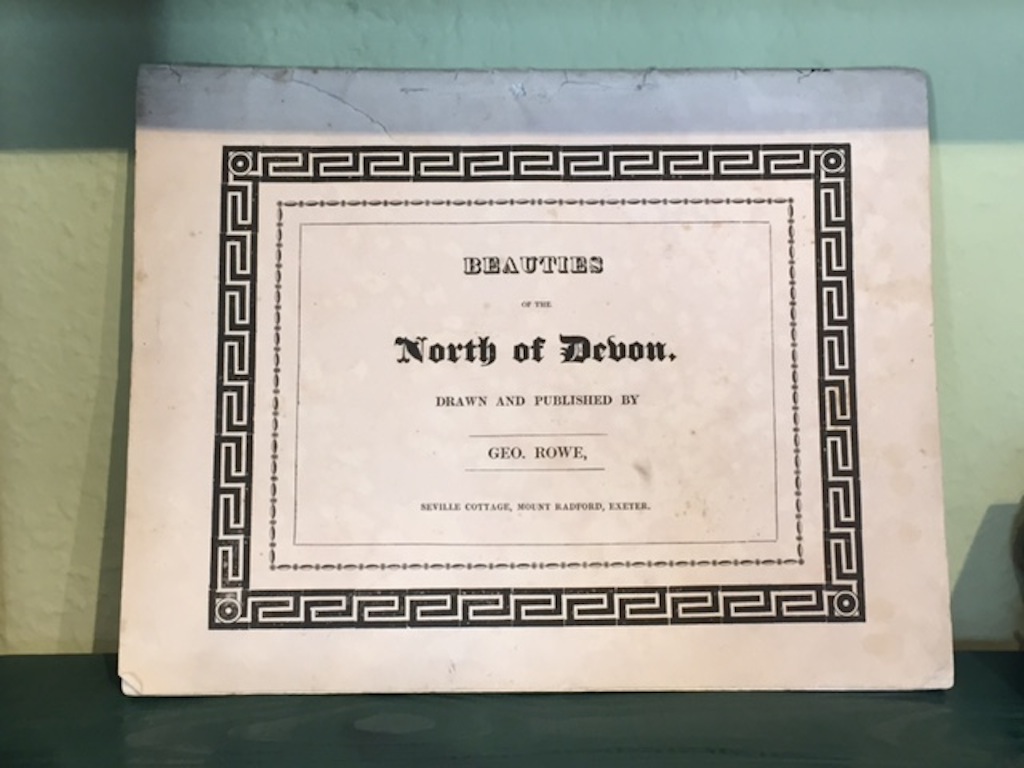 BEAUTIES
OF THE
North of Devon.
DRAWN AND PUBLISHED BY
GEO. ROWE,
SEVILLE COTTAGE, MOUNT RADFORD, EXETER.